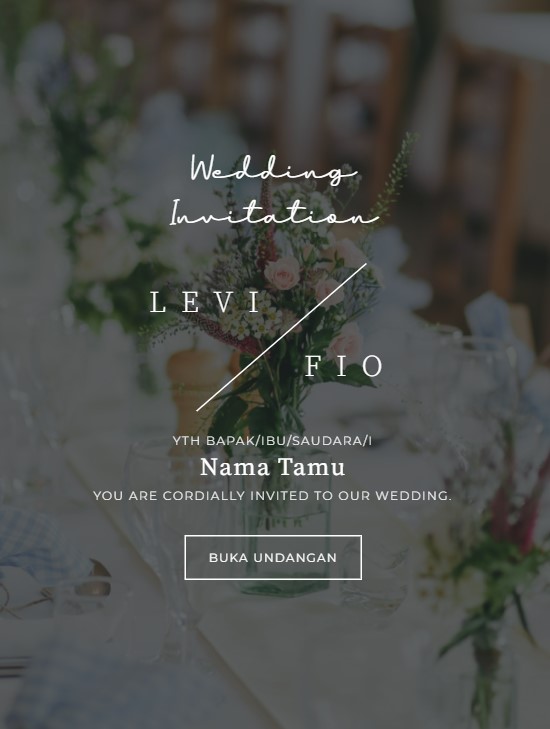 Wedding
Invitation
LEVI
FIO
YTH BAPAK/IBU/SAUDARA/I
Nama Tamu
YOU ARE CORDIALLY INVITED TO OUR WEDDING.
BUKA UNDANGAN